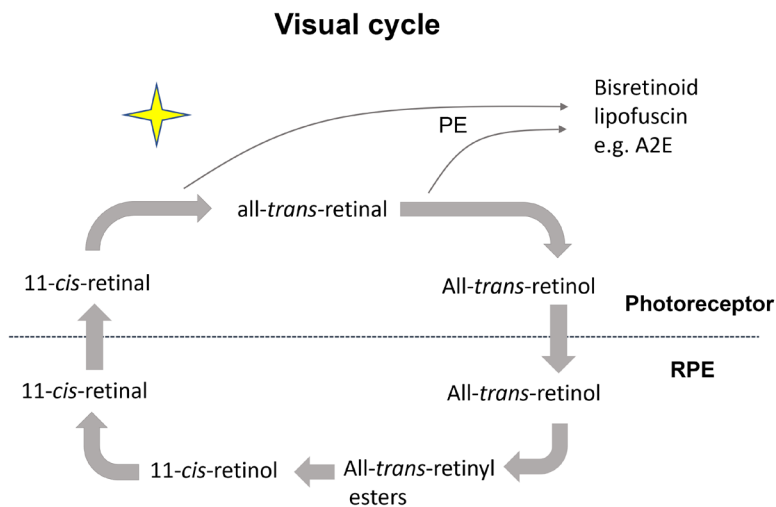 Visual cycle
Bisretinoid
lipofuscin
e.g. A2E
PE
all-trans-retinal
11-cis-retinal
All-trans-retinol
Photoreceptor
RPE
11-cis-retinal
All-trans-retinol
11-cis-retinol
All-trans-retinyl
esters